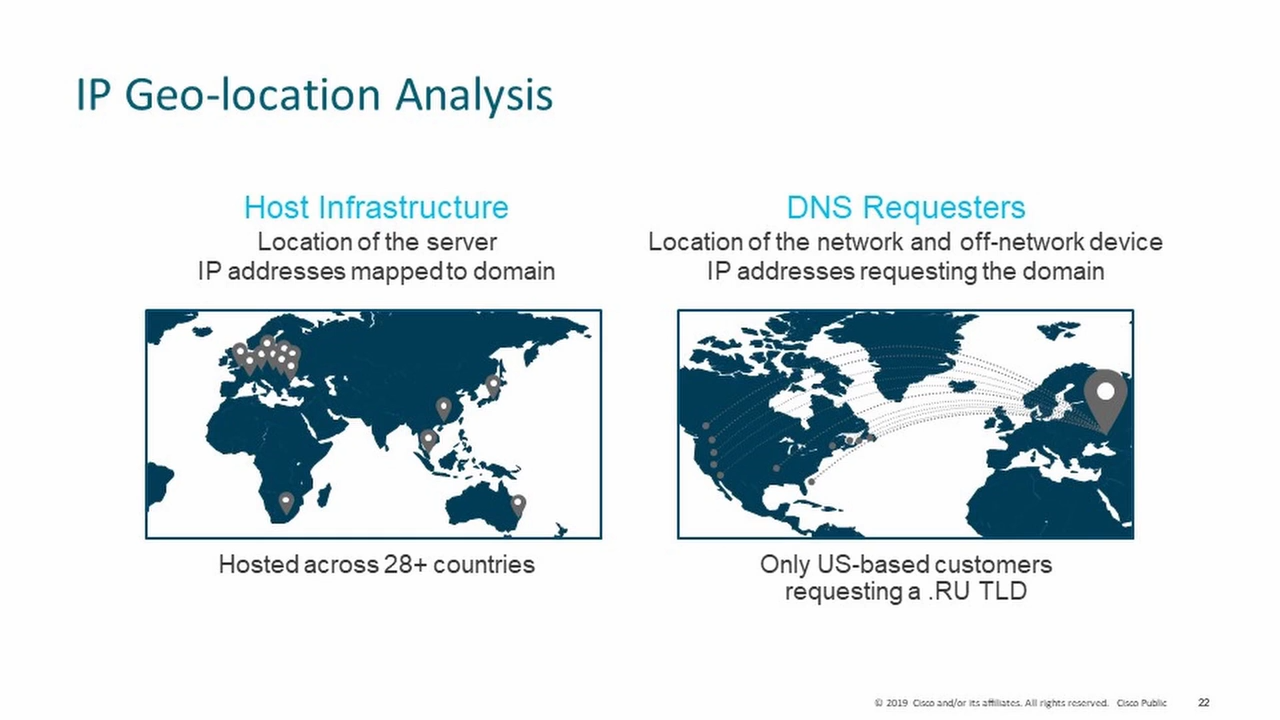 IP Geo-location Analysis
Host Infrastructure
Location of the server
IP addresses mapped to domain
Hosted across 28+ countries
DNS Requesters
Location of the network and off-network device
IP addresses requesting the domain
Only US-based customers
requesting a .RU TLD
© 2019 Cisco and/or its affiliates. All rights reserved. Cisco Public 22